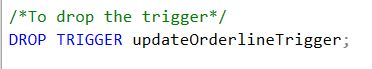 /*To drop the trigger*/
DROP TRIGGER updateOrderlineTrigger;